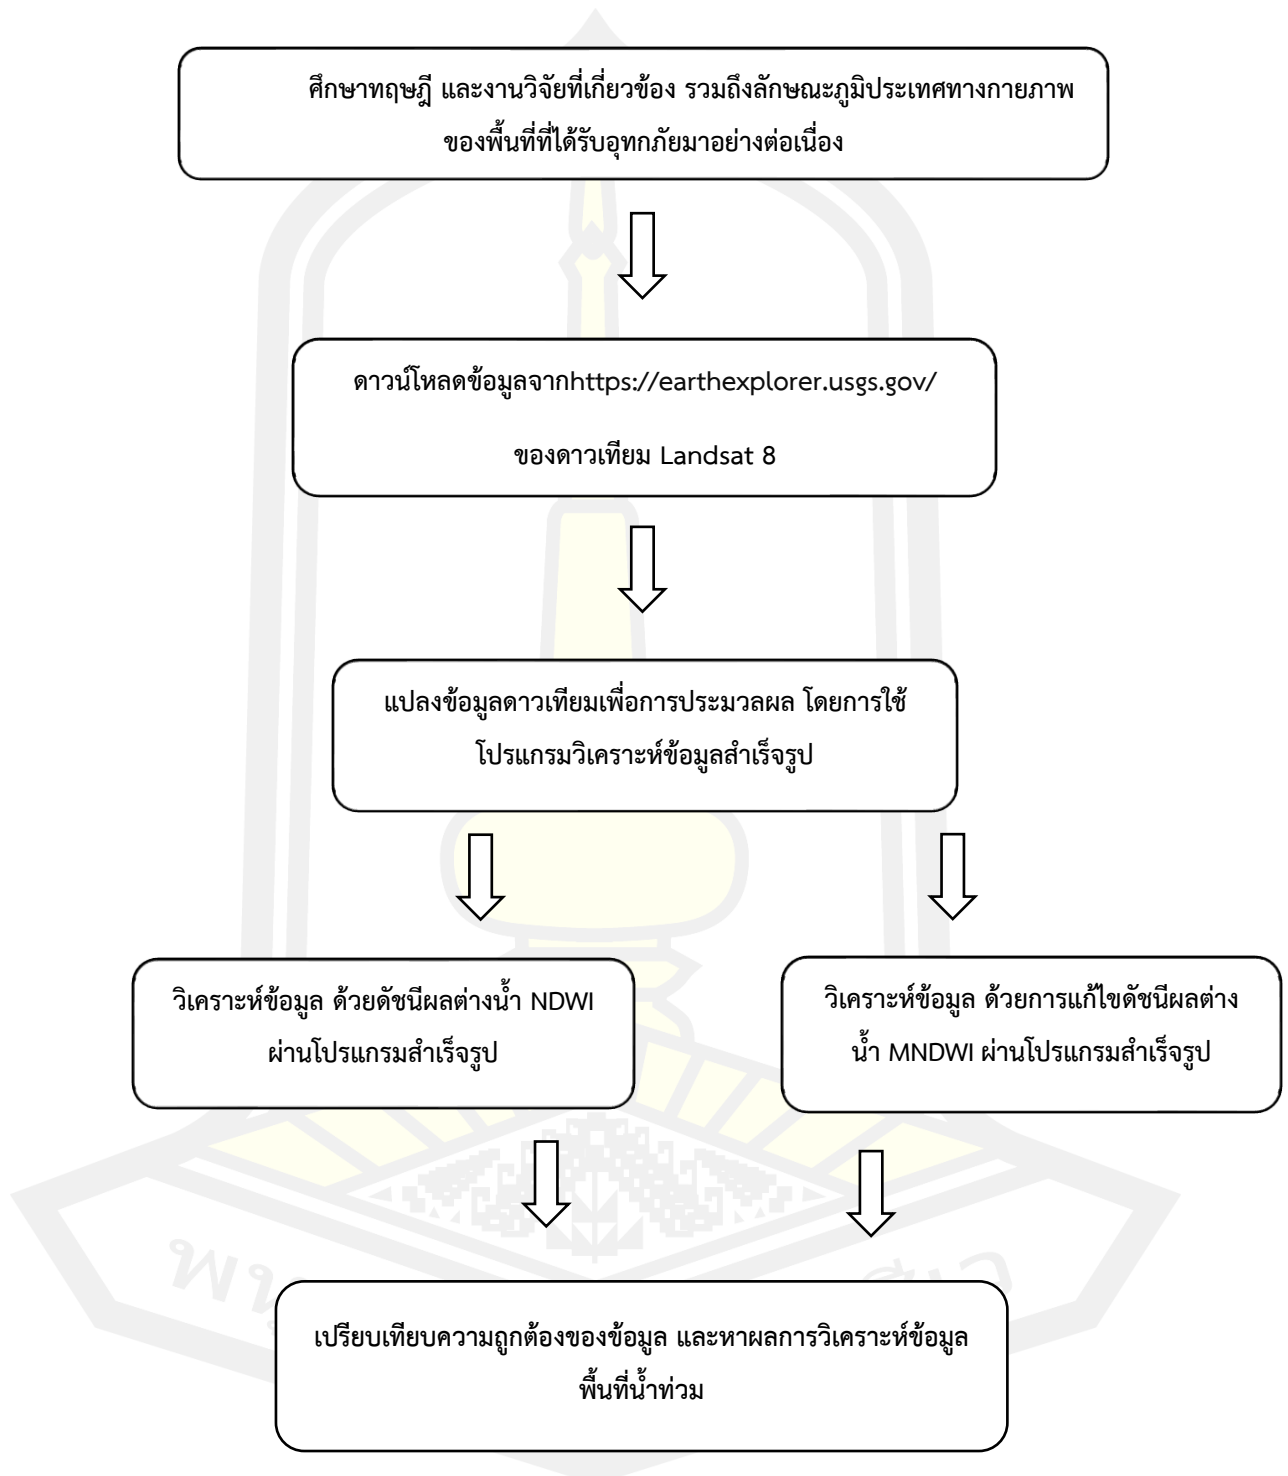 ศึกษาทฤษฎี และงานวิจัยที่เกี่ยวข้อง รวมถึงลักษณะภูมิประเทศทางกายภาพ
ของพื้นที่ที่ได้รับอุทกภัยมาอย่างต่อเนื่อง
ดาวน์โหลดข้อมูลจากhttps://earthexplorer.usgs.gov/
ของดาวเทียม Landsat 8
แปลงข้อมูลดาวเทียมเพื่อการประมวลผล โดยการใช้
โปรแกรมวิเคราะห์ข้อมูลสำเร็จรูป
วิเคราะห์ข้อมูล ด้วยดัชนีผลต่างน้ำ NDWI
ผ่านโปรแกรมสำเร็จรูป
วิเคราะห์ข้อมูล ด้วยการแก้ไขดัชนีผลต่าง
น้ำ MNDWI ผ่านโปรแกรมสำเร็จรูป
เปรียบเทียบความถูกต้องของข้อมูล และหาผลการวิเคราะห์ข้อมูล
พื้นที่น้ำท่วม